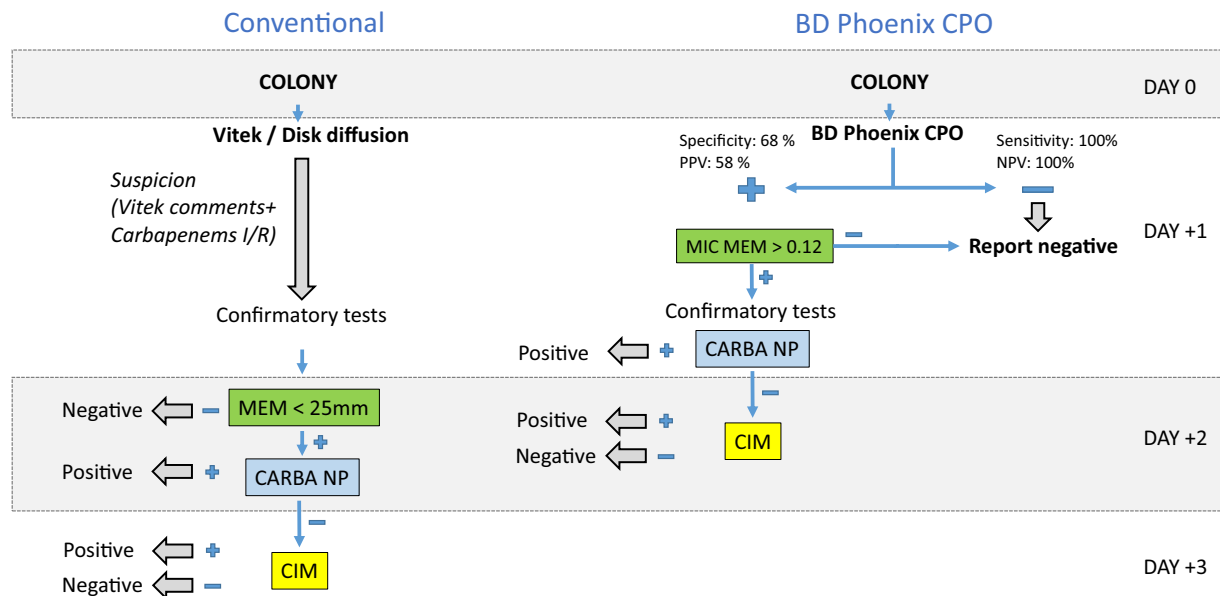 Conventional
BD Phoenix CPO
COLONY
COLONY
DAY 0
Vitek / Disk diffusion
BD Phoenix CPO
Specificity: 68 %
PPV: 58 %
Sensitivity: 100%
NPV: 100%
Suspicion
(Vitek comments+
Carbapenems I/R)
DAY +1
MIC MEM > 0.12
Report negative
Confirmatory tests
Confirmatory tests
Positive
CARBA NP
Negative
MEM < 25mm
Positive
CIM
Negative
DAY +2
Positive
CARBA NP
Positive
CIM
Negative
DAY +3